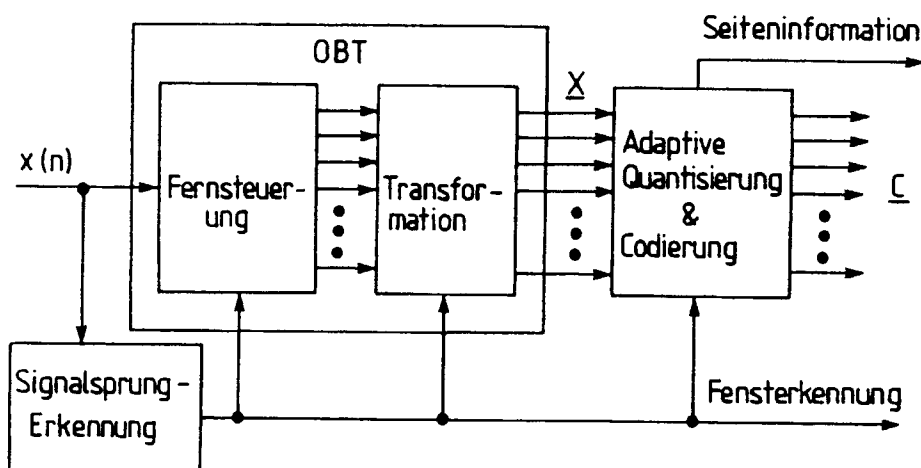 Seiteninformation
OBT
X
x(n)
Fernsteuer-
ung
Transfor-
mation
Adaptive
Quantisierung
&
Codierung
C
Signalsprung-
Erkennung
Fensterkennung